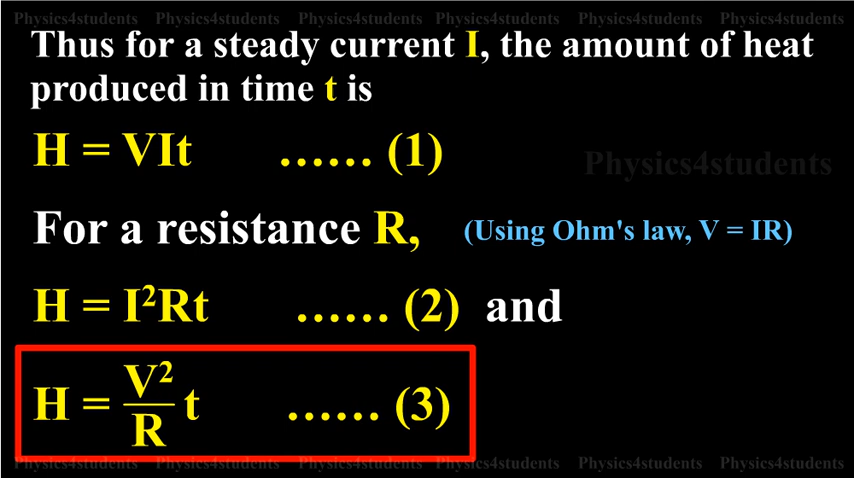 Physics4students Physics4students Physics4students Physics4students Physics4students Physics4students
Thus for a steady current I, the amount of heat
produced in time t is
H = VIt ...... (1)
Physics4students
For a resistance R, (Using Ohm's law, V = IR)
H = I²Rt ...... (2) and
H = V²/R t ...... (3)
Physics4students Physics4students Physics4students Physics4students Physics4students Physics4students